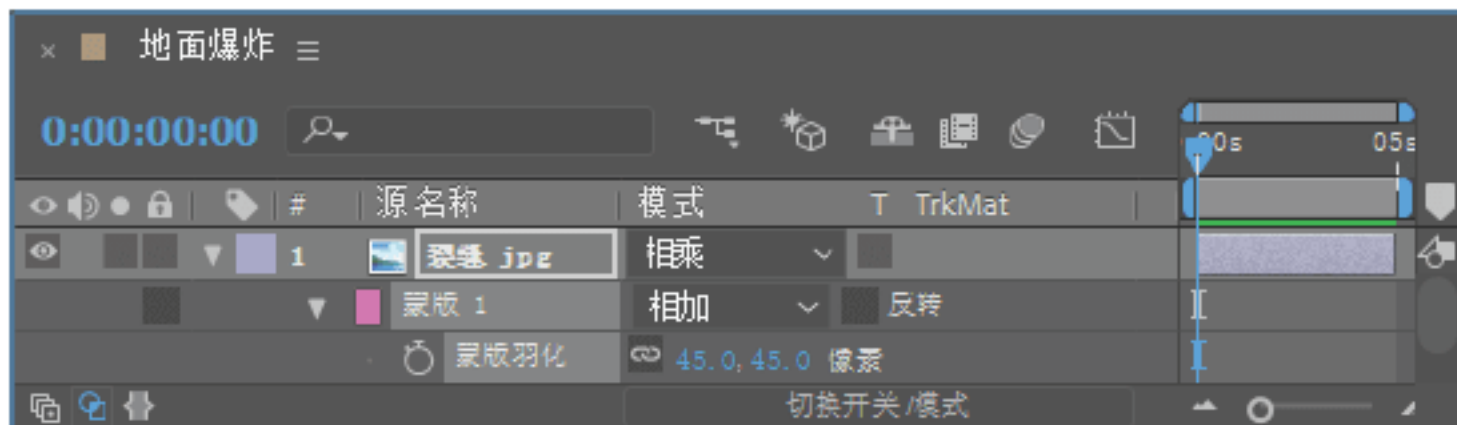 × 地面爆炸
0:00:00:00 00s 05s
# 源名称 模式 T TrkMat
1 裂缝.jpg 相乘
蒙版 1 相加 反转
蒙版羽化 45.0,45.0 像素
切换开关/模式